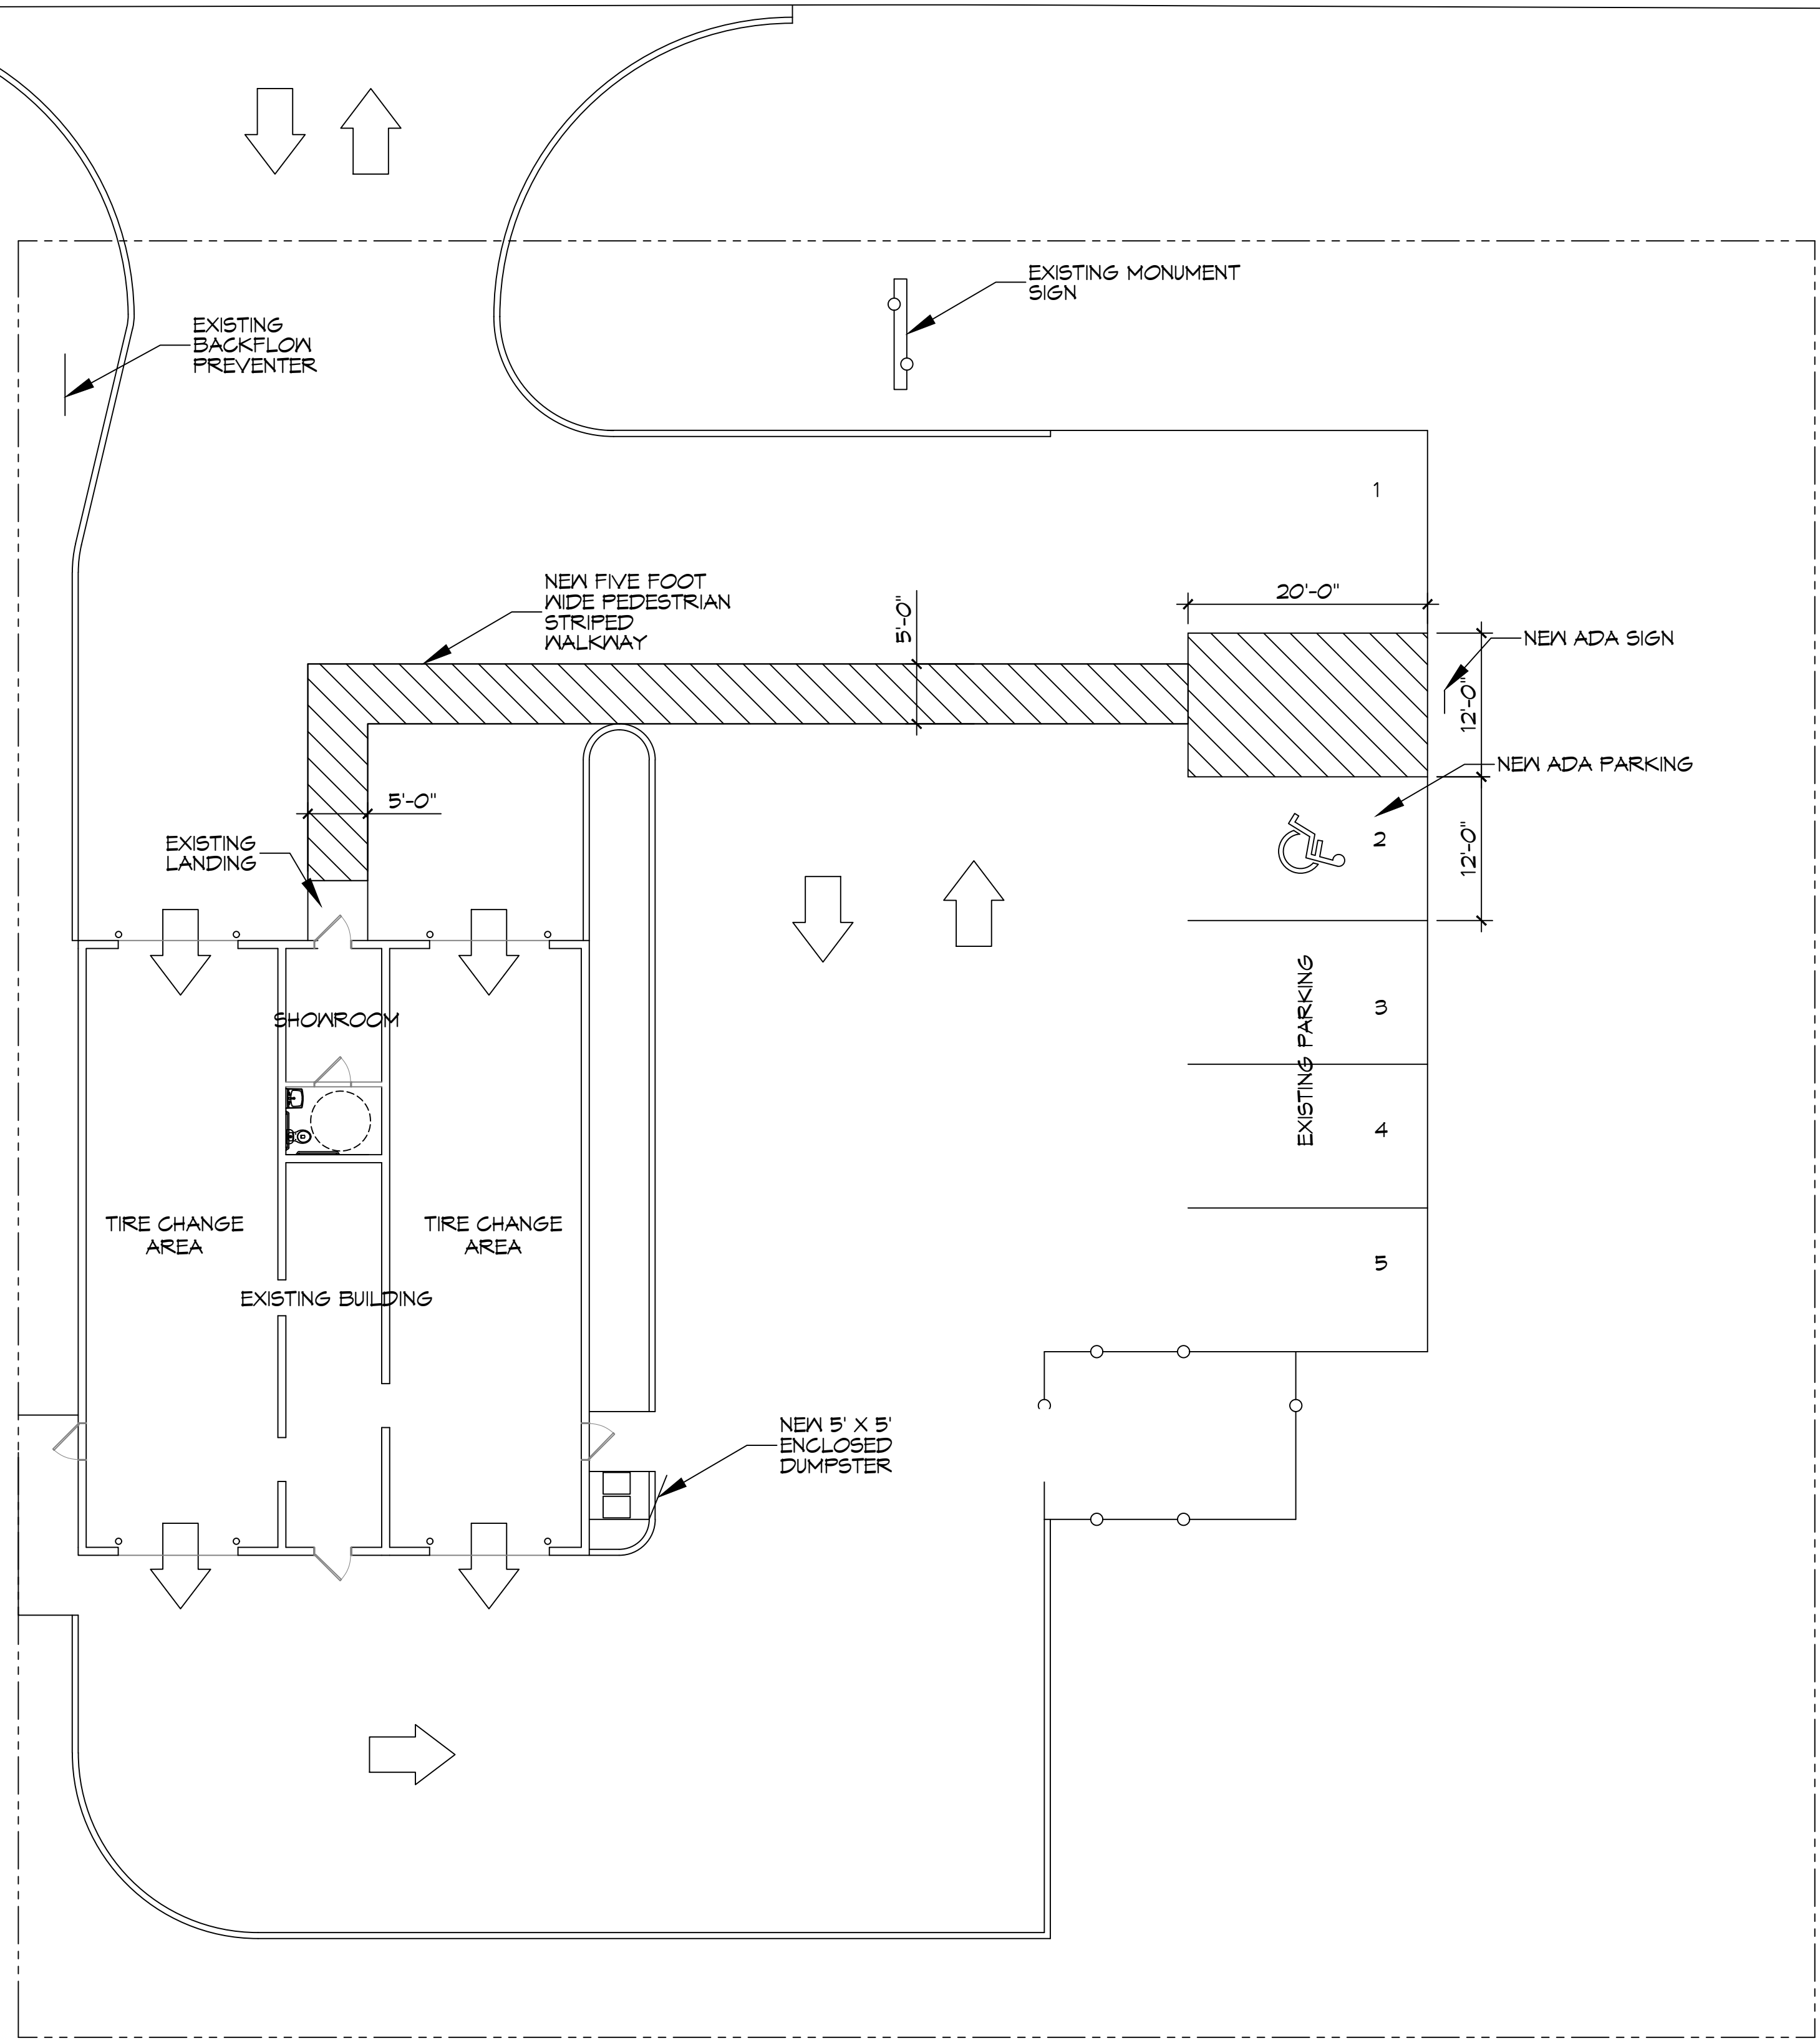 EXISTING MONUMENT
SIGN
EXISTING
BACKFLOW
PREVENTER
1
NEW FIVE FOOT
WIDE PEDESTRIAN
STRIPED
WALKWAY
5'-0"
20'-0"
NEW ADA SIGN
12'-0"
NEW ADA PARKING
5'-0"
2
12'-0"
EXISTING
LANDING
SHOWROOM
EXISTING PARKING
3
4
TIRE CHANGE
AREA
TIRE CHANGE
AREA
5
EXISTING BUILDING
NEW 5' X 5'
ENCLOSED
DUMPSTER